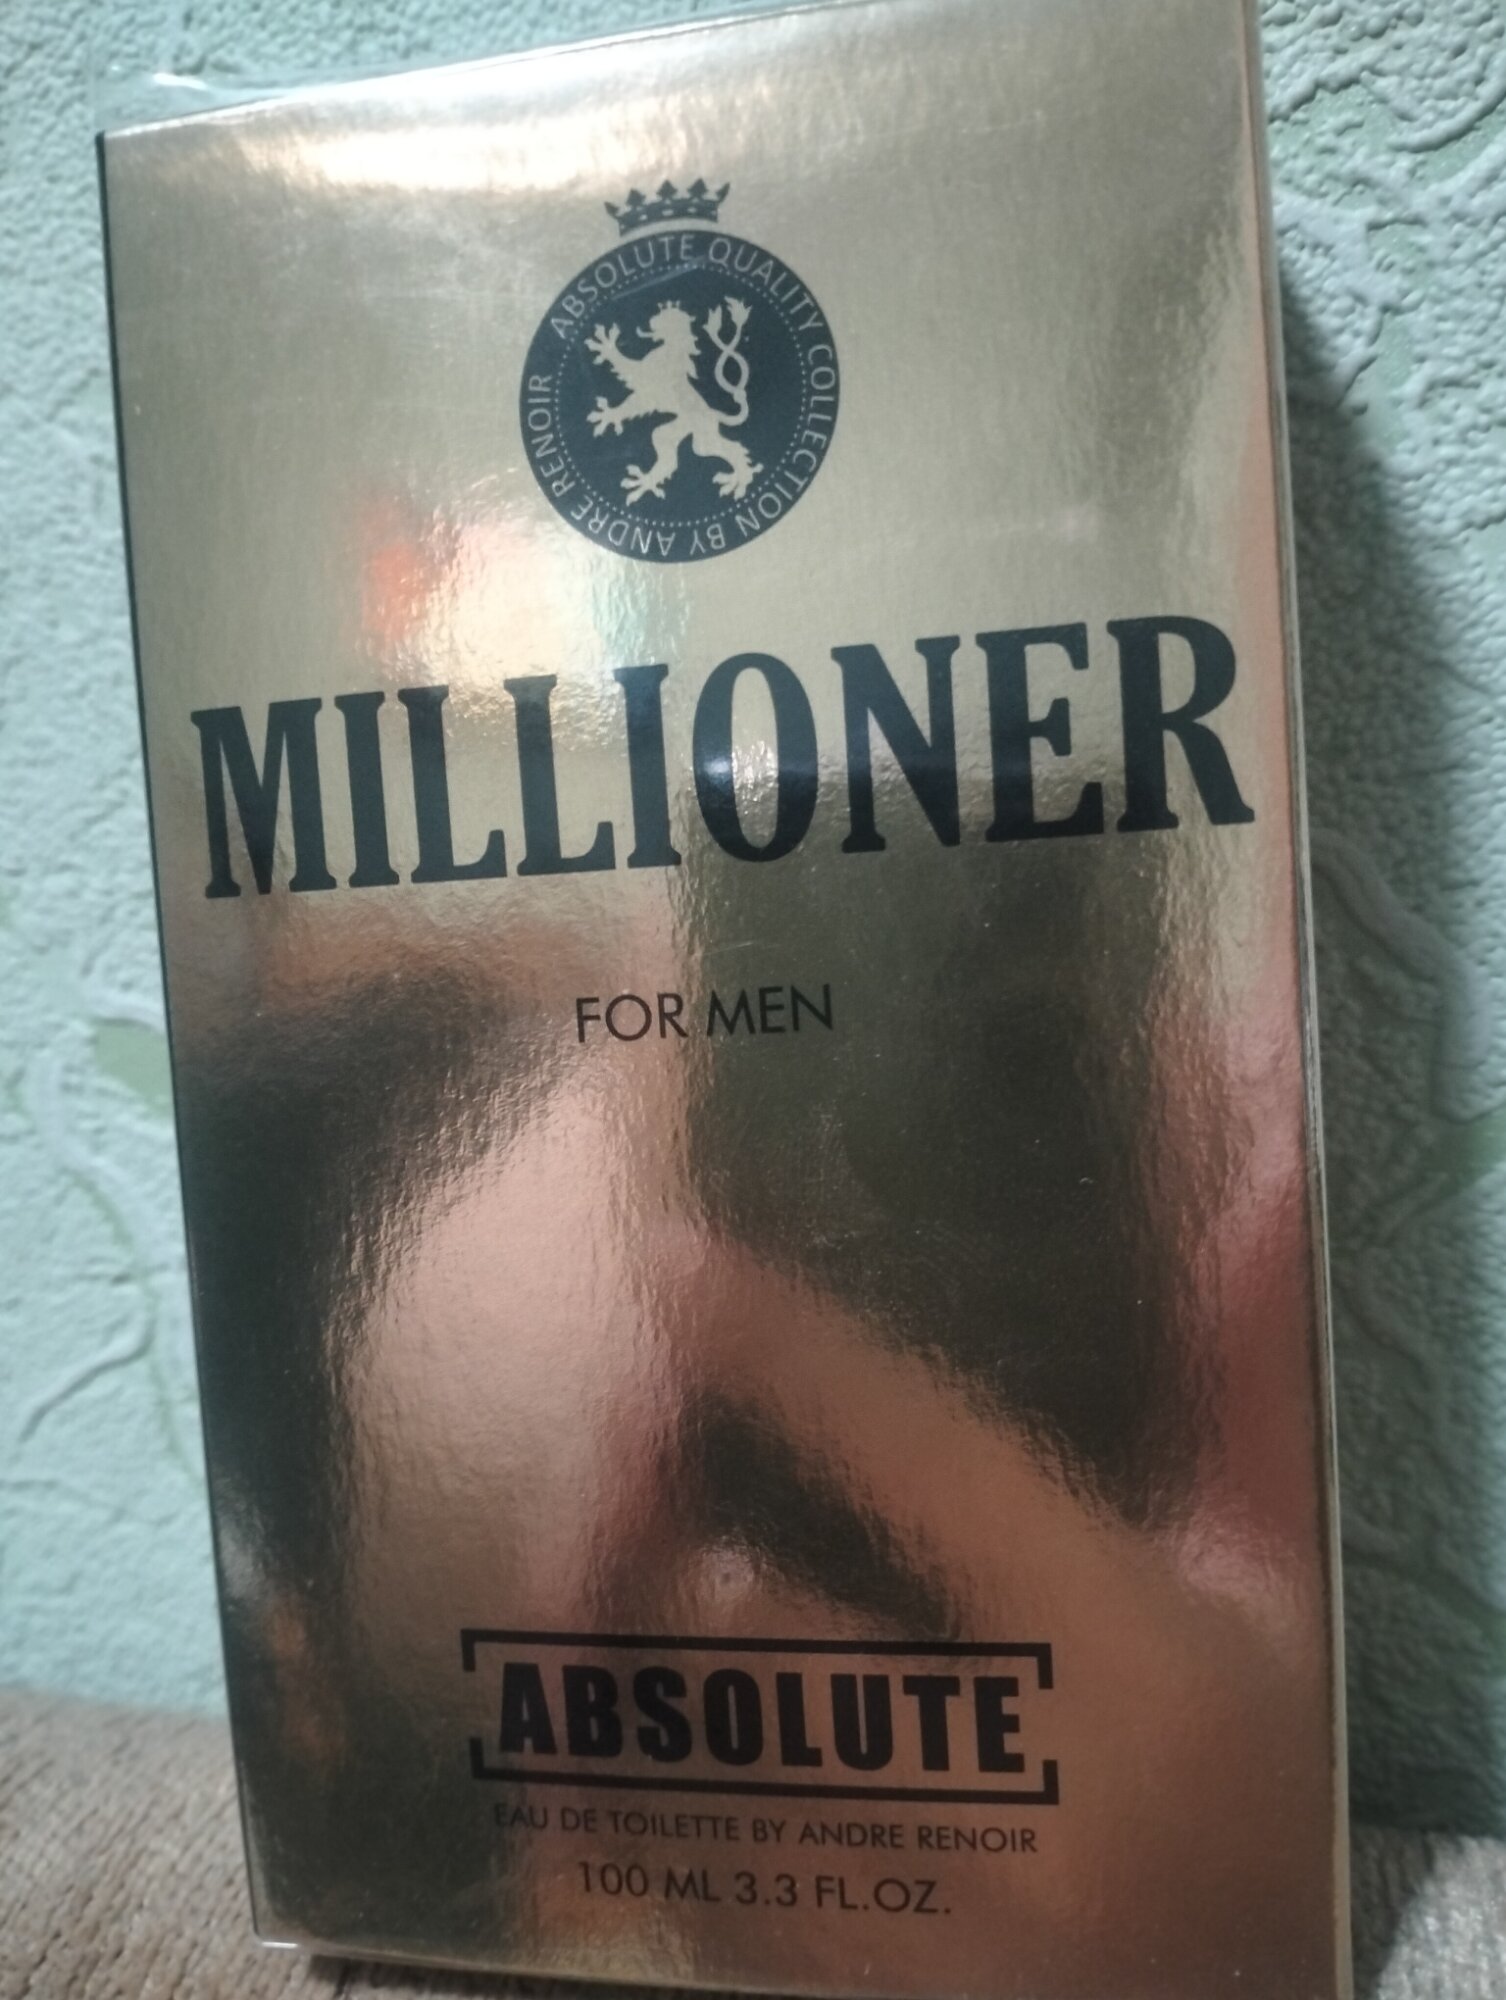 ABSOLUTE QUALITY COLLECTION BY ANDRE RENOIR
MILLIONER
FOR MEN
ABSOLUTE
EAU DE TOILETTE BY ANDRE RENOIR
100 ML 3.3 FL.OZ.